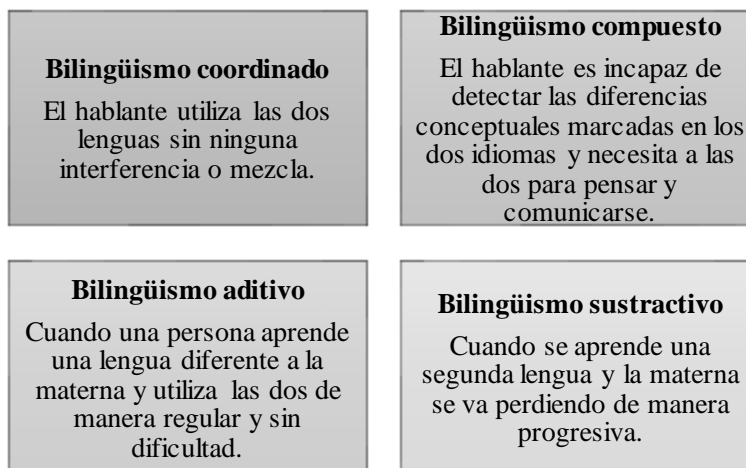 Bilingüismo coordinado
El hablante utiliza las dos
lenguas sin ninguna
interferencia o mezcla.
Bilingüismo compuesto
El hablante es incapaz de
detectar las diferencias
conceptuales marcadas en los
dos idiomas y necesita a las
dos para pensar y
comunicarse.
Bilingüismo aditivo
Cuando una persona aprende
una lengua diferente a la
materna y utiliza las dos de
manera regular y sin
dificultad.
Bilingüismo sustractivo
Cuando se aprende una
segunda lengua y la materna
se va perdiendo de manera
progresiva.